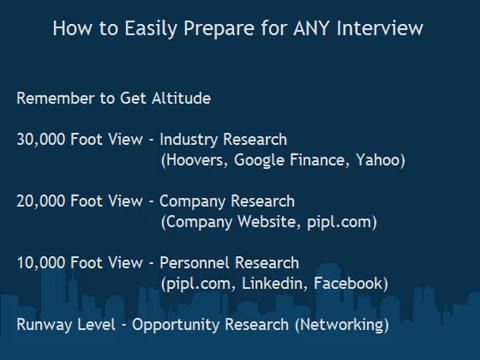 How to Easily Prepare for ANY Interview
Remember to Get Altitude
30,000 Foot View - Industry Research
(Hoovers, Google Finance, Yahoo)
20,000 Foot View - Company Research
(Company Website, pipl.com)
10,000 Foot View - Personnel Research
(pipl.com, Linkedin, Facebook)
Runway Level - Opportunity Research (Networking)